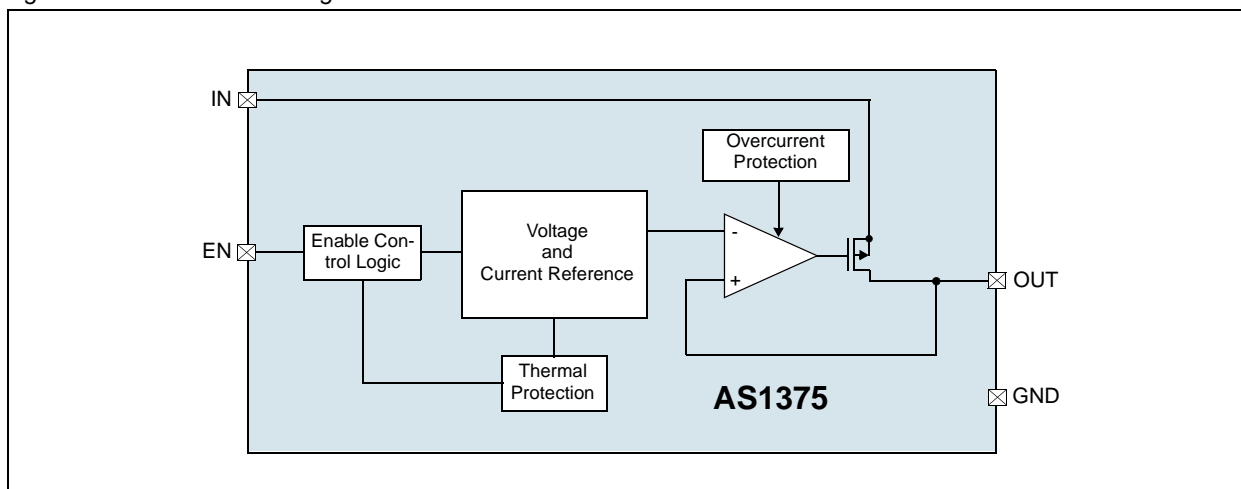 IN
Overcurrent
Protection
EN
Enable Con-
trol Logic
Voltage
and
Current Reference
-
+
OUT
Thermal
Protection
AS1375
GND